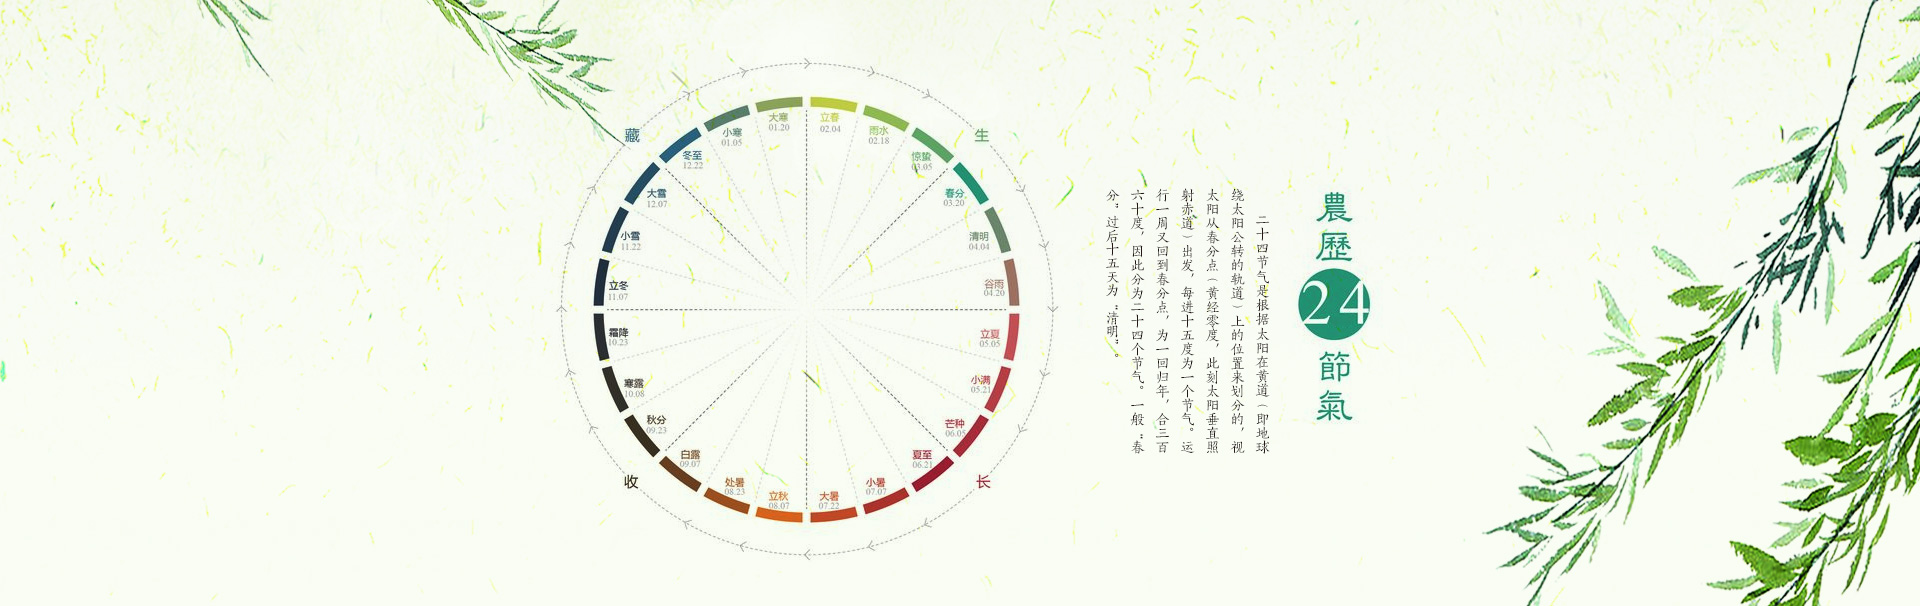 農歷24節氣
二十四节气是根据太阳在黄道（即地球
绕太阳公转的轨道）上的位置来划分的，视
太阳从春分点（黄经零度，此刻太阳垂直照
射赤道）出发，每进十五度为一个节气。运
行一周又回到春分点，为一回归年，合三百
六十度，因此分为二十四个节气。一般“春
分”过后十五天为“清明”。
生
长
收
藏
立春
02.04
雨水
02.18
惊蛰
03.05
春分
03.20
清明
04.04
谷雨
04.20
立夏
05.05
小满
05.21
芒种
06.05
夏至
06.21
小暑
07.07
大暑
07.22
立秋
08.07
处暑
08.23
白露
09.07
秋分
09.23
寒露
10.08
霜降
10.23
立冬
11.07
小雪
11.22
大雪
12.07
冬至
12.22
小寒
01.05
大寒
01.20